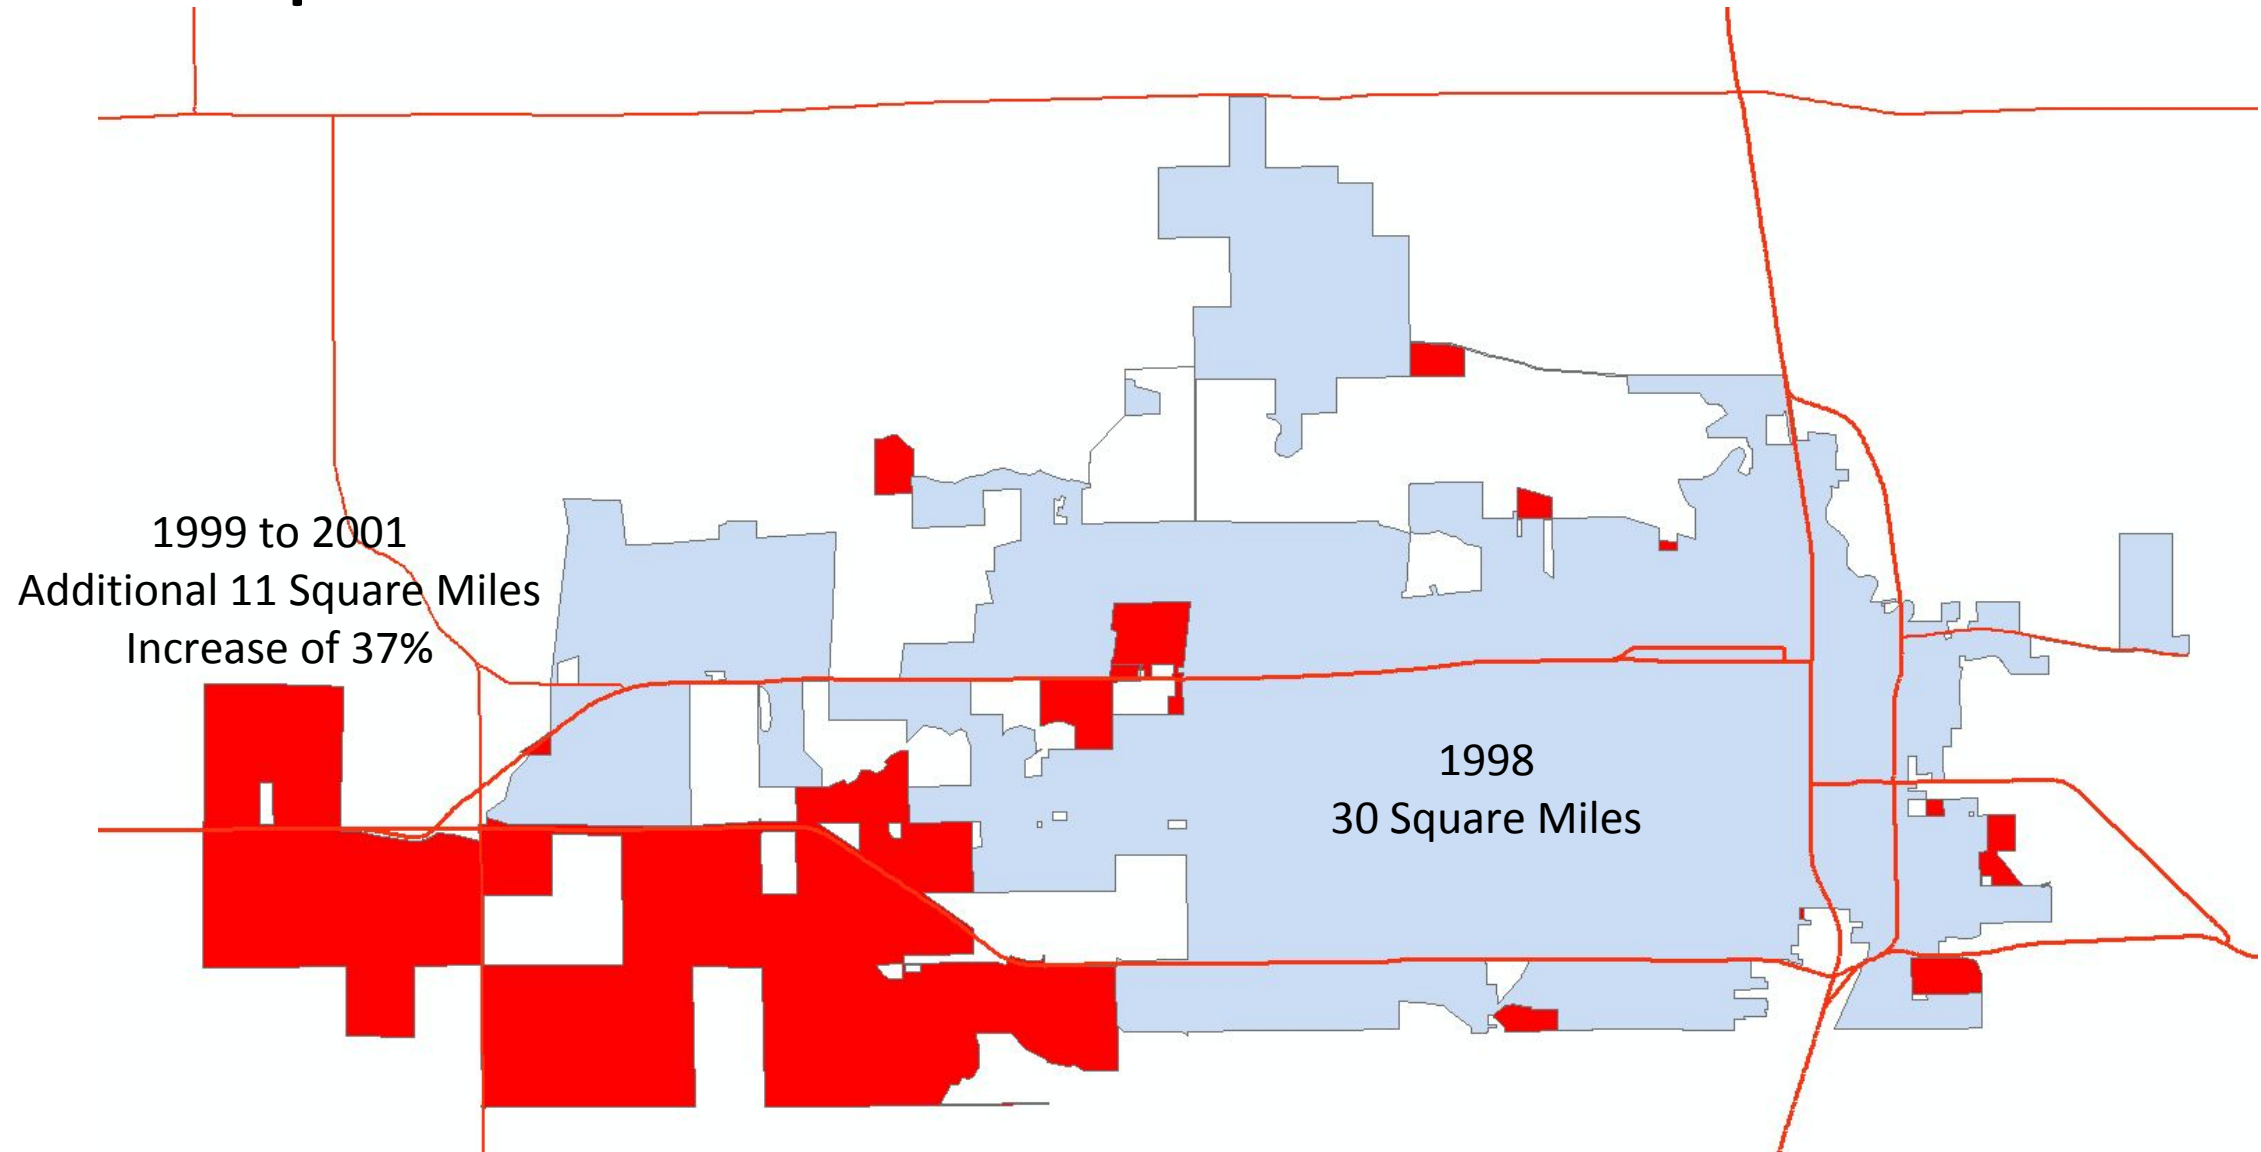 1999 to 2001
Additional 11 Square Miles
Increase of 37%
1998
30 Square Miles